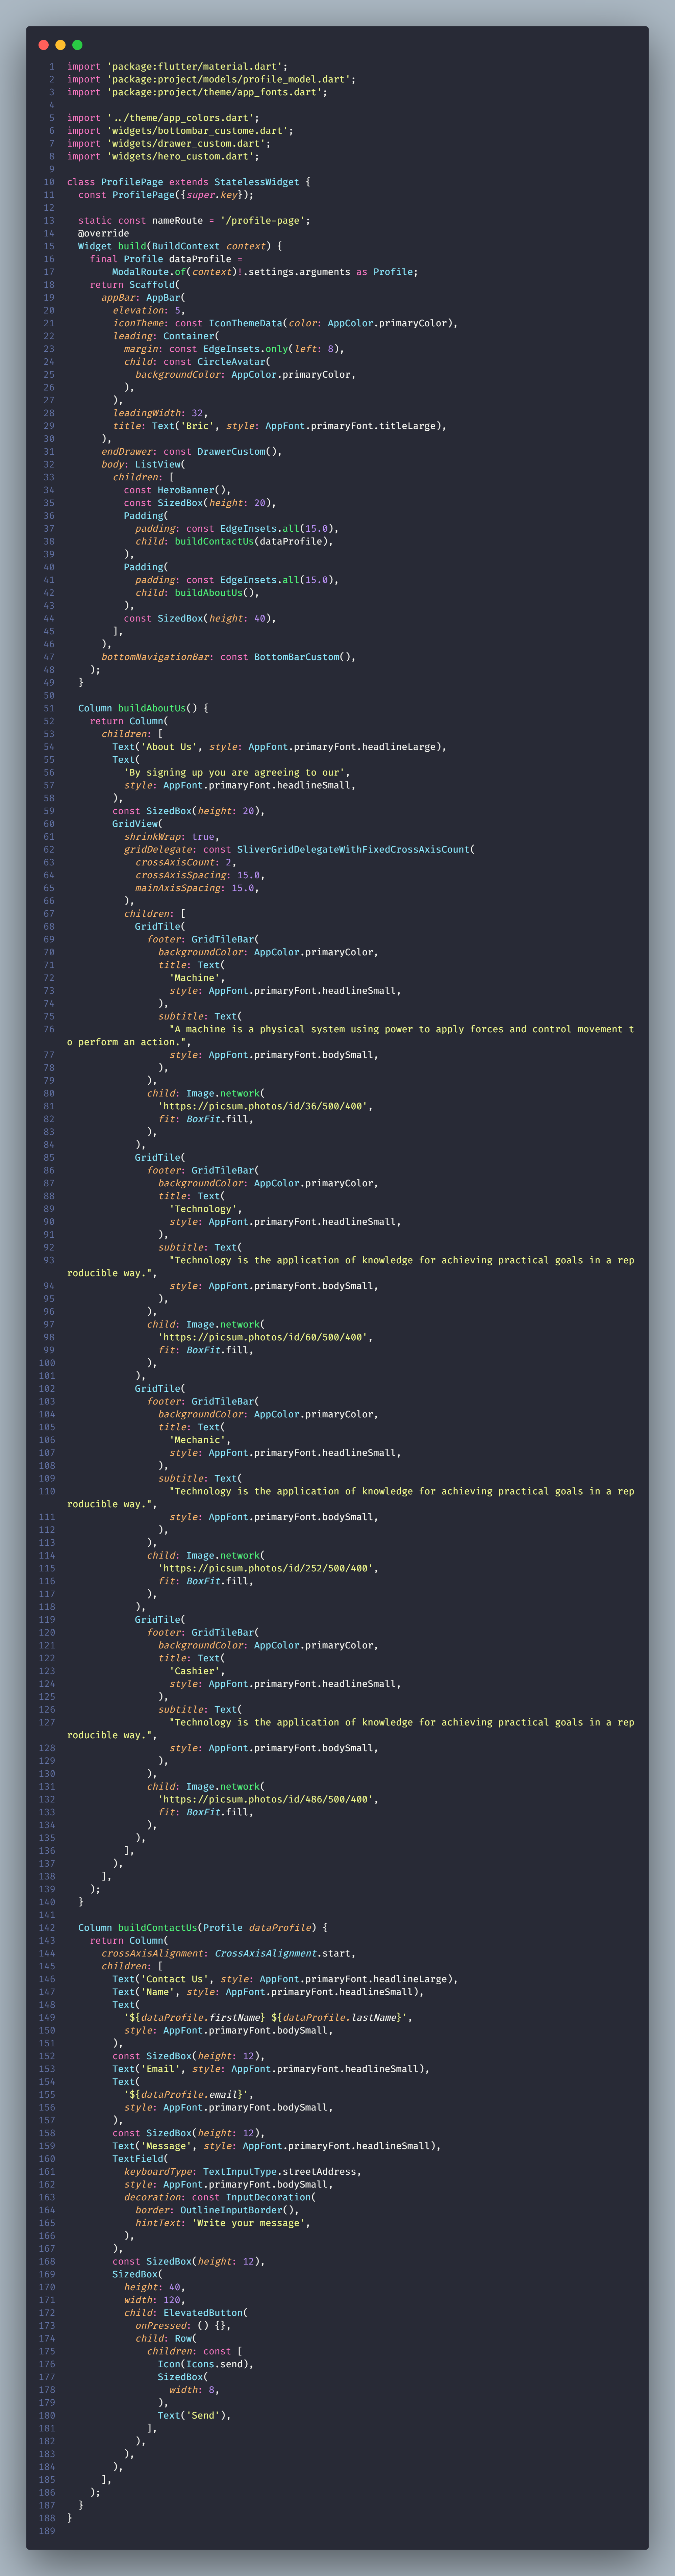 1 import 'package:flutter/material.dart';
2 import 'package:project/models/profile_model.dart';
3 import 'package:project/theme/app_fonts.dart';
4
5 import '../theme/app_colors.dart';
6 import 'widgets/bottombar_custome.dart';
7 import 'widgets/drawer_custom.dart';
8 import 'widgets/hero_custom.dart';
9
10 class ProfilePage extends StatelessWidget {
11   const ProfilePage({super.key});
12
13   static const nameRoute = '/profile-page';
14   @override
15   Widget build(BuildContext context) {
16     final Profile dataProfile =
17         ModalRoute.of(context)!.settings.arguments as Profile;
18     return Scaffold(
19       appBar: AppBar(
20         elevation: 5,
21         iconTheme: const IconThemeData(color: AppColor.primaryColor),
22         leading: Container(
23           margin: const EdgeInsets.only(left: 8),
24           child: const CircleAvatar(
25             backgroundColor: AppColor.primaryColor,
26           ),
27         ),
28         leadingWidth: 32,
29         title: Text('Bric', style: AppFont.primaryFont.titleLarge),
30       ),
31       endDrawer: const DrawerCustom(),
32       body: ListView(
33         children: [
34           const HeroBanner(),
35           const SizedBox(height: 20),
36           Padding(
37             padding: const EdgeInsets.all(15.0),
38             child: buildContactUs(dataProfile),
39           ),
40           Padding(
41             padding: const EdgeInsets.all(15.0),
42             child: buildAboutUs(),
43           ),
44           const SizedBox(height: 40),
45         ],
46       ),
47       bottomNavigationBar: const BottomBarCustom(),
48     );
49   }
50
51   Column buildAboutUs() {
52     return Column(
53       children: [
54         Text('About Us', style: AppFont.primaryFont.headlineLarge),
55         Text(
56           'By signing up you are agreeing to our',
57           style: AppFont.primaryFont.headlineSmall,
58         ),
59         const SizedBox(height: 20),
60         GridView(
61           shrinkWrap: true,
62           gridDelegate: const SliverGridDelegateWithFixedCrossAxisCount(
63             crossAxisCount: 2,
64             crossAxisSpacing: 15.0,
65             mainAxisSpacing: 15.0,
66           ),
67           children: [
68             GridTile(
69               footer: GridTileBar(
70                 backgroundColor: AppColor.primaryColor,
71                 title: Text(
72                   'Machine',
73                   style: AppFont.primaryFont.headlineSmall,
74                 ),
75                 subtitle: Text(
76                   "A machine is a physical system using power to apply forces and control movement t
o perform an action.",
77                   style: AppFont.primaryFont.bodySmall,
78                 ),
79               ),
80               child: Image.network(
81                 'https://picsum.photos/id/36/500/400',
82                 fit: BoxFit.fill,
83               ),
84             ),
85             GridTile(
86               footer: GridTileBar(
87                 backgroundColor: AppColor.primaryColor,
88                 title: Text(
89                   'Technology',
90                   style: AppFont.primaryFont.headlineSmall,
91                 ),
92                 subtitle: Text(
93                   "Technology is the application of knowledge for achieving practical goals in a rep
roducible way.",
94                   style: AppFont.primaryFont.bodySmall,
95                 ),
96               ),
97               child: Image.network(
98                 'https://picsum.photos/id/60/500/400',
99                 fit: BoxFit.fill,
100               ),
101             ),
102             GridTile(
103               footer: GridTileBar(
104                 backgroundColor: AppColor.primaryColor,
105                 title: Text(
106                   'Mechanic',
107                   style: AppFont.primaryFont.headlineSmall,
108                 ),
109                 subtitle: Text(
110                   "Technology is the application of knowledge for achieving practical goals in a rep
roducible way.",
111                   style: AppFont.primaryFont.bodySmall,
112                 ),
113               ),
114               child: Image.network(
115                 'https://picsum.photos/id/252/500/400',
116                 fit: BoxFit.fill,
117               ),
118             ),
119             GridTile(
120               footer: GridTileBar(
121                 backgroundColor: AppColor.primaryColor,
122                 title: Text(
123                   'Cashier',
124                   style: AppFont.primaryFont.headlineSmall,
125                 ),
126                 subtitle: Text(
127                   "Technology is the application of knowledge for achieving practical goals in a rep
roducible way.",
128                   style: AppFont.primaryFont.bodySmall,
129                 ),
130               ),
131               child: Image.network(
132                 'https://picsum.photos/id/486/500/400',
133                 fit: BoxFit.fill,
134               ),
135             ),
136           ],
137         ),
138       ],
139     );
140   }
141
142   Column buildContactUs(Profile dataProfile) {
143     return Column(
144       crossAxisAlignment: CrossAxisAlignment.start,
145       children: [
146         Text('Contact Us', style: AppFont.primaryFont.headlineLarge),
147         Text('Name', style: AppFont.primaryFont.headlineSmall),
148         Text(
149           '${dataProfile.firstName} ${dataProfile.lastName}',
150           style: AppFont.primaryFont.bodySmall,
151         ),
152         const SizedBox(height: 12),
153         Text('Email', style: AppFont.primaryFont.headlineSmall),
154         Text(
155           '${dataProfile.email}',
156           style: AppFont.primaryFont.bodySmall,
157         ),
158         const SizedBox(height: 12),
159         Text('Message', style: AppFont.primaryFont.headlineSmall),
160         TextField(
161           keyboardType: TextInputType.streetAddress,
162           style: AppFont.primaryFont.bodySmall,
163           decoration: const InputDecoration(
164             border: OutlineInputBorder(),
165             hintText: 'Write your message',
166           ),
167         ),
168         const SizedBox(height: 12),
169         SizedBox(
170           height: 40,
171           width: 120,
172           child: ElevatedButton(
173             onPressed: () {},
174             child: Row(
175               children: const [
176                 Icon(Icons.send),
177                 SizedBox(
178                   width: 8,
179                 ),
180                 Text('Send'),
181               ],
182             ),
183           ),
184         ),
185       ],
186     );
187   }
188 }
189